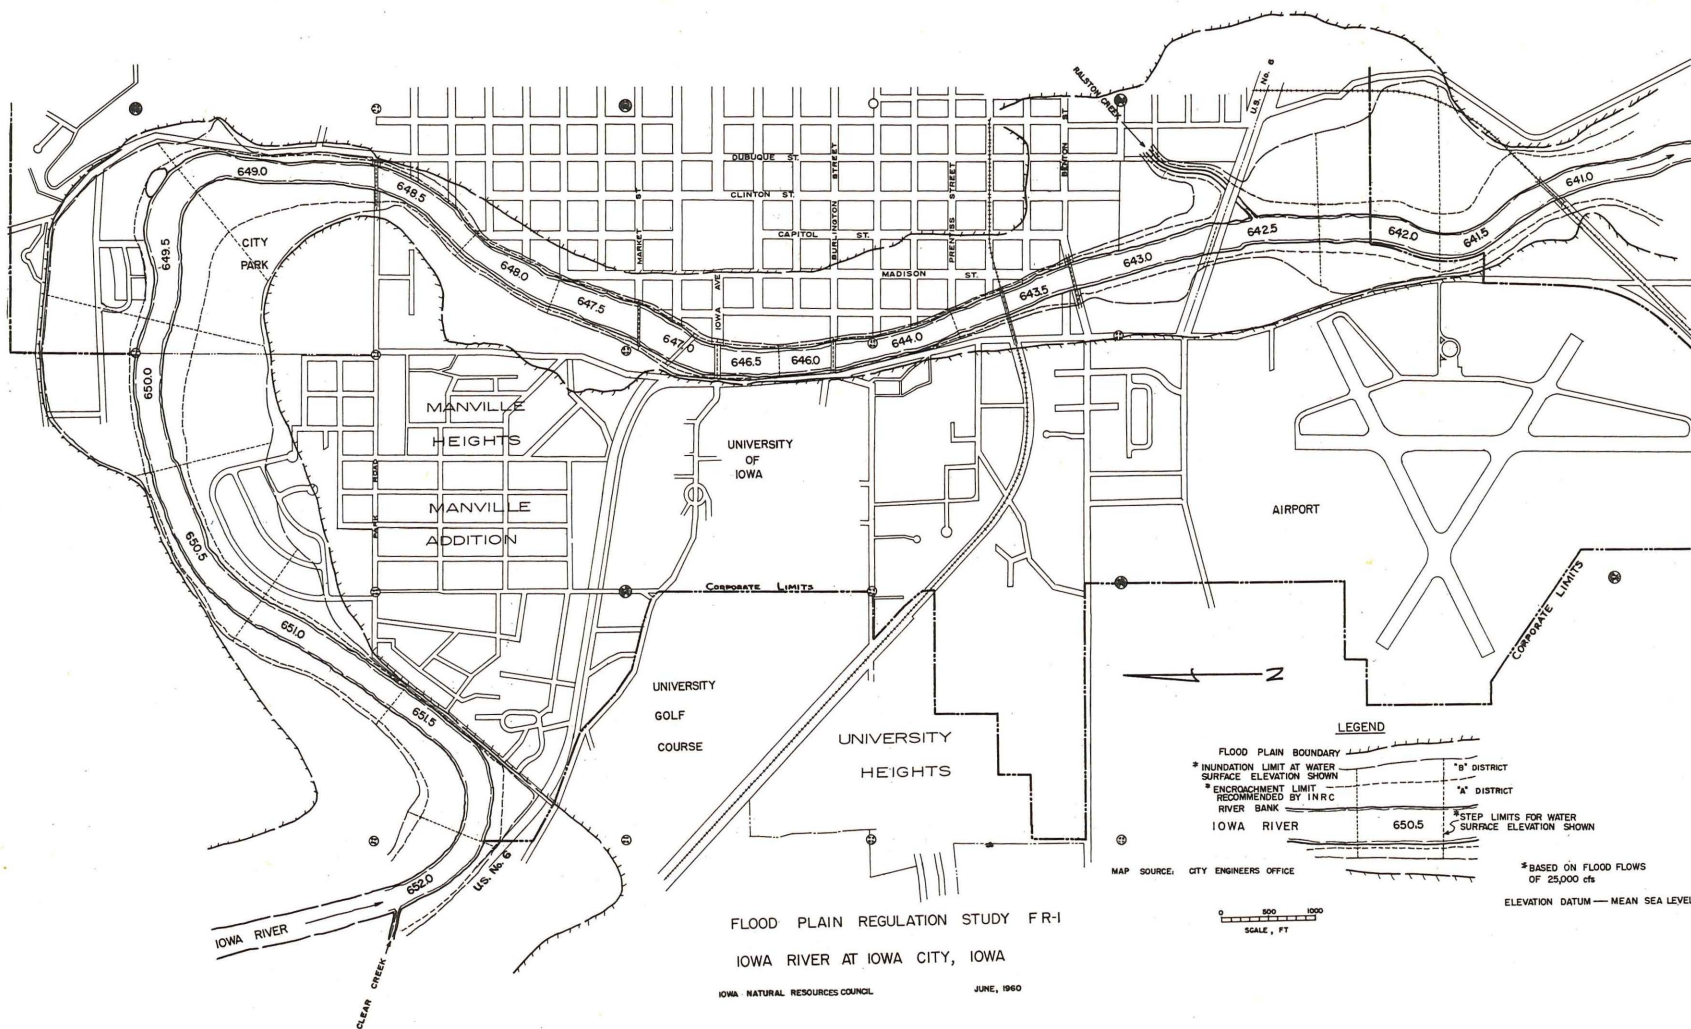 RALSTON CREEK
U.S. No. 6
BENTON ST
DUBUQUE ST.
CLINTON ST.
CAPITOL ST.
MADISON ST.
MARKET ST
IOWA AVE
BURLINGTON STREET
PRENTISS STREET
649.0
648.5
649.5
CITY
PARK
648.0
647.5
647.0
646.5
646.0
644.0
643.5
643.0
642.5
642.0
641.5
641.0
650.0
MANVILLE
HEIGHTS
UNIVERSITY
OF
IOWA
PARK ROAD
MANVILLE
ADDITION
AIRPORT
650.5
CORPORATE LIMITS
CORPORATE LIMITS
651.0
651.5
UNIVERSITY
GOLF
COURSE
UNIVERSITY
HEIGHTS
N
U.S. No. 6
652.0
IOWA RIVER
CLEAR CREEK
LEGEND
FLOOD PLAIN BOUNDARY
* INUNDATION LIMIT AT WATER
SURFACE ELEVATION SHOWN
"B" DISTRICT
* ENCROACHMENT LIMIT
RECOMMENDED BY INRC
"A" DISTRICT
RIVER BANK
IOWA RIVER
650.5
*STEP LIMITS FOR WATER
SURFACE ELEVATION SHOWN
MAP SOURCE: CITY ENGINEERS OFFICE
*BASED ON FLOOD FLOWS
OF 25,000 cfs
ELEVATION DATUM — MEAN SEA LEVEL
0 500 1000
SCALE, FT
FLOOD PLAIN REGULATION STUDY FR-1
IOWA RIVER AT IOWA CITY, IOWA
IOWA NATURAL RESOURCES COUNCIL
JUNE, 1960